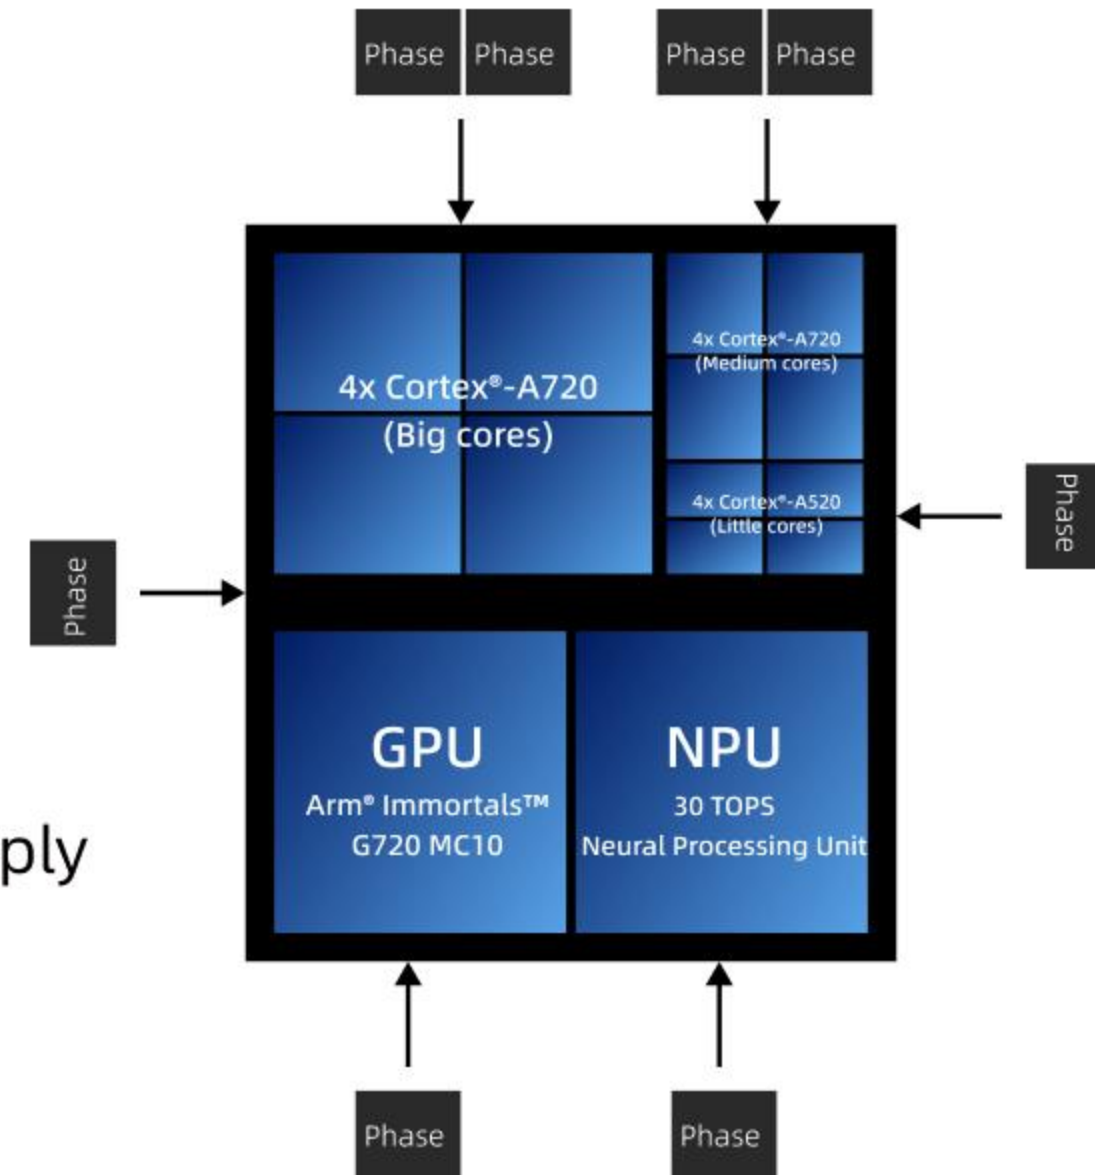 Phase Phase Phase Phase
4x Cortex®-A720
(Big cores)
4x Cortex®-A720
(Medium cores)
4x Cortex®-A520
(Little cores)
Phase
Phase
GPU
Arm® Immortals™
G720 MC10
NPU
30 TOPS
Neural Processing Unit
ply
Phase Phase